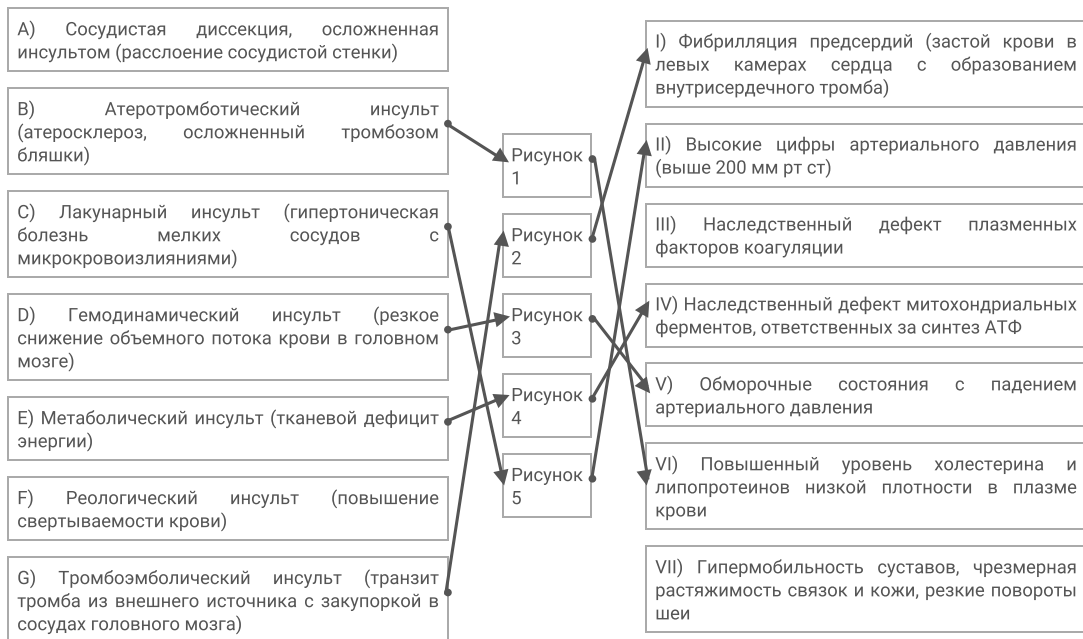 A) Сосудистая диссекция, осложненная
инсультом (расслоение сосудистой стенки)
B) Атеротромботический инсульт
(атеросклероз, осложненный тромбозом
бляшки)
C) Лакунарный инсульт (гипертоническая
болезнь мелких сосудов с
микрокровоизлияниями)
D) Гемодинамический инсульт (резкое
снижение объемного потока крови в головном
мозге)
E) Метаболический инсульт (тканевой дефицит
энергии)
F) Реологический инсульт (повышение
свертываемости крови)
G) Тромбоэмболический инсульт (транзит
тромба из внешнего источника с закупоркой в
сосудах головного мозга)
Рисунок
1
Рисунок
2
Рисунок
3
Рисунок
4
Рисунок
5
I) Фибрилляция предсердий (застой крови в
левых камерах сердца с образованием
внутрисердечного тромба)
II) Высокие цифры артериального давления
(выше 200 мм рт ст)
III) Наследственный дефект плазменных
факторов коагуляции
IV) Наследственный дефект митохондриальных
ферментов, ответственных за синтез АТФ
V) Обморочные состояния с падением
артериального давления
VI) Повышенный уровень холестерина и
липопротеинов низкой плотности в плазме
крови
VII) Гипермобильность суставов, чрезмерная
растяжимость связок и кожи, резкие повороты
шеи